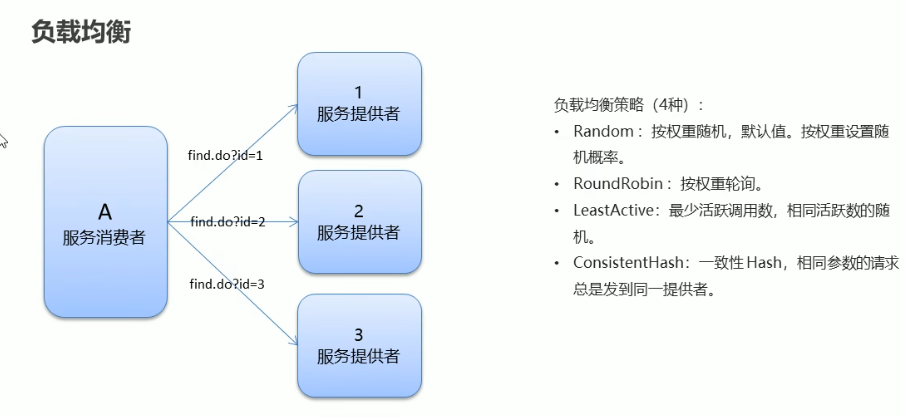 负载均衡
A
服务消费者
find.do?id=1
find.do?id=2
find.do?id=3
1
服务提供者
2
服务提供者
3
服务提供者
负载均衡策略（4种）：
• Random：按权重随机，默认值。按权重设置随
机概率。
• RoundRobin：按权重轮询。
• LeastActive：最少活跃调用数，相同活跃数的随
机。
• ConsistentHash：一致性 Hash，相同参数的请求
总是发到同一提供者。